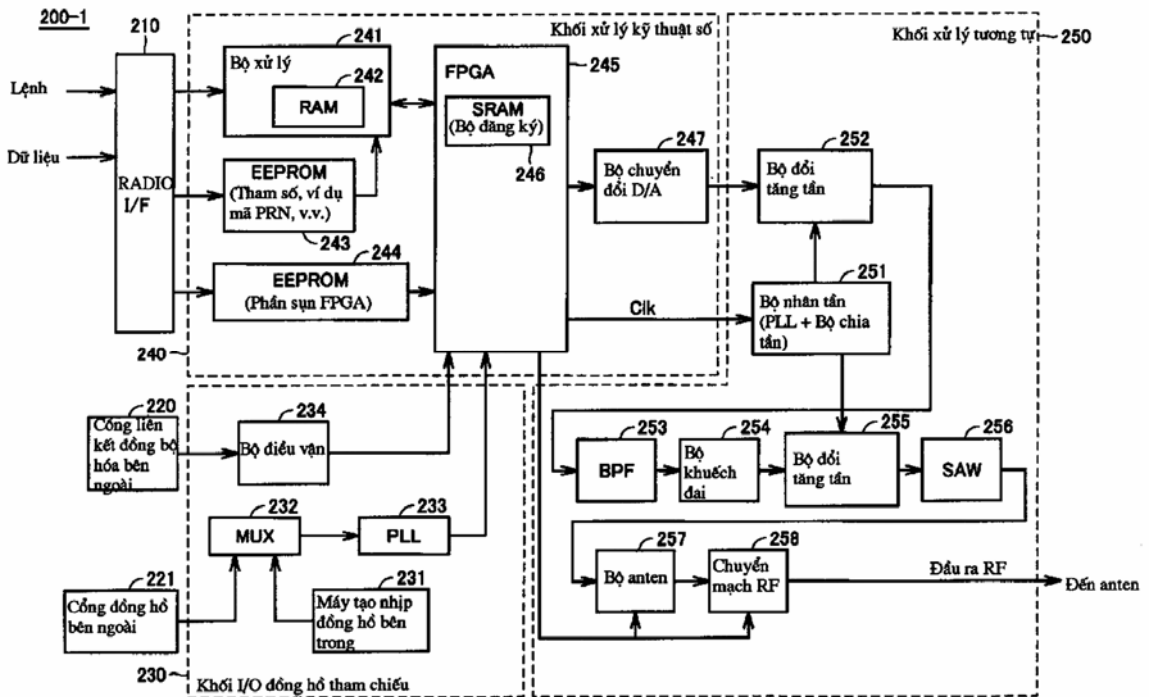 200-1
210
Lệnh
Dữ liệu
RADIO
I/F
Khối xử lý kỹ thuật số
241
Bộ xử lý
242
RAM
EEPROM
(Tham số, ví dụ
mã PRN, v.v.)
243
244
EEPROM
(Phần sụn FPGA)
240
245
FPGA
SRAM
(Bộ đăng ký)
246
247
Bộ chuyển
đổi D/A
Clk
Khối xử lý tương tự
250
252
Bộ đổi
tăng tần
251
Bộ nhân tần
(PLL + Bộ chia
tần)
220
Cổng liên
kết đồng bộ
hóa bên
ngoài
234
Bộ điều vận
232
MUX
233
PLL
221
Cổng đồng hồ
bên ngoài
231
Máy tạo nhịp
đồng hồ bên
trong
230
Khối I/O đồng hồ tham chiếu
253
BPF
254
Bộ
khuếch
đai
255
Bộ đổi
tăng tần
256
SAW
257
Bộ anten
258
Chuyển
mạch RF
Đầu ra RF
Đến anten